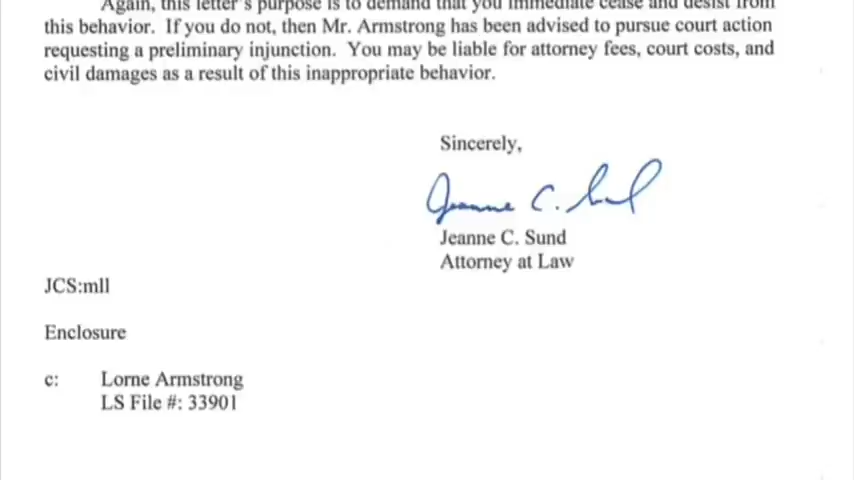 Again, this letter's purpose is to demand that you immediate cease and desist from
this behavior. If you do not, then Mr. Armstrong has been advised to pursue court action
requesting a preliminary injunction. You may be liable for attorney fees, court costs, and
civil damages as a result of this inappropriate behavior.
Sincerely,
Jeanne C. Sund
Jeanne C. Sund
Attorney at Law
JCS:mll
Enclosure
c: Lorne Armstrong
LS File #: 33901